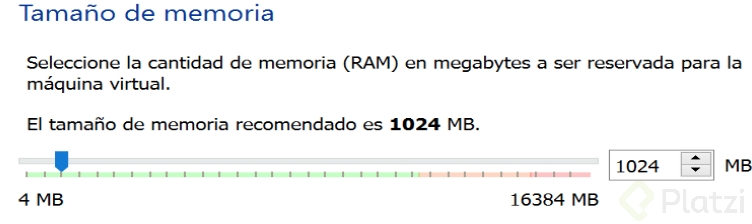 Tamaño de memoria
Seleccione la cantidad de memoria (RAM) en megabytes a ser reservada para la
máquina virtual.
El tamaño de memoria recomendado es 1024 MB.
1024 MB
4 MB 16384 MB
Platzi